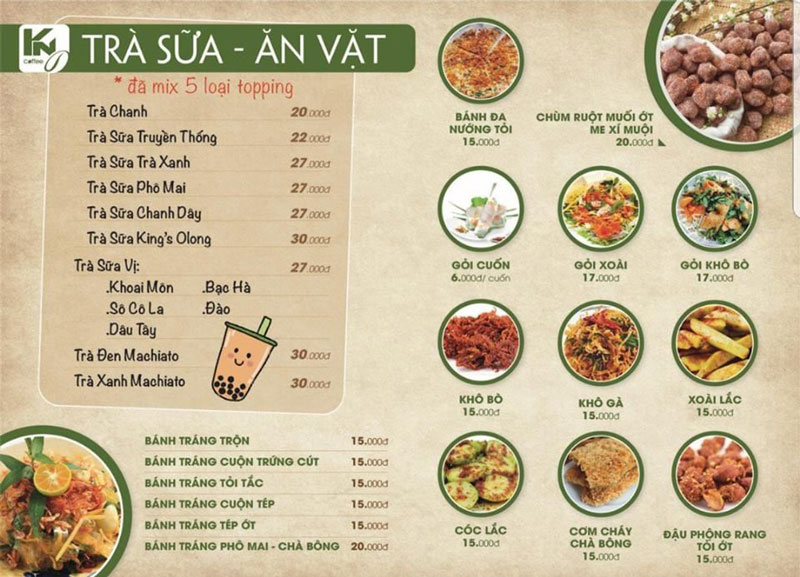 KN
Coffee
TRÀ SỮA - ĂN VẶT
* đã mix 5 loại topping
Trà Chanh 20.000đ
Trà Sữa Truyền Thống 22.000đ
Trà Sữa Trà Xanh 27.000đ
Trà Sữa Phô Mai 27.000đ
Trà Sữa Chanh Dây 27.000đ
Trà Sữa King's Olong 30.000đ
Trà Sữa Vị: 27.000đ
.Khoai Môn .Bạc Hà
.Sô Cô La .Đào
.Dâu Tây
Trà Đen Machiato 30.000đ
Trà Xanh Machiato 30.000đ
BÁNH TRÁNG TRỘN 15.000đ
BÁNH TRÁNG CUỘN TRỨNG CÚT 15.000đ
BÁNH TRÁNG TỎI TẮC 15.000đ
BÁNH TRÁNG CUỘN TÉP 15.000đ
BÁNH TRÁNG TÉP ỚT 15.000đ
BÁNH TRÁNG PHÔ MAI - CHÀ BÔNG 20.000đ
BÁNH ĐA
NƯỚNG TỎI
15.000đ
CHÙM RUỘT MUỐI ỚT
ME XÍ MUỘI
20.000đ
GỎI CUỐN
6.000đ/ cuốn
GỎI XOÀI
17.000đ
GỎI KHÔ BÒ
17.000đ
KHÔ BÒ
15.000đ
KHÔ GÀ
15.000đ
XOÀI LẮC
15.000đ
CÓC LẮC
15.000đ
CƠM CHÁY
CHÀ BÔNG
15.000đ
ĐẬU PHỘNG RANG
TỎI ỚT
15.000đ